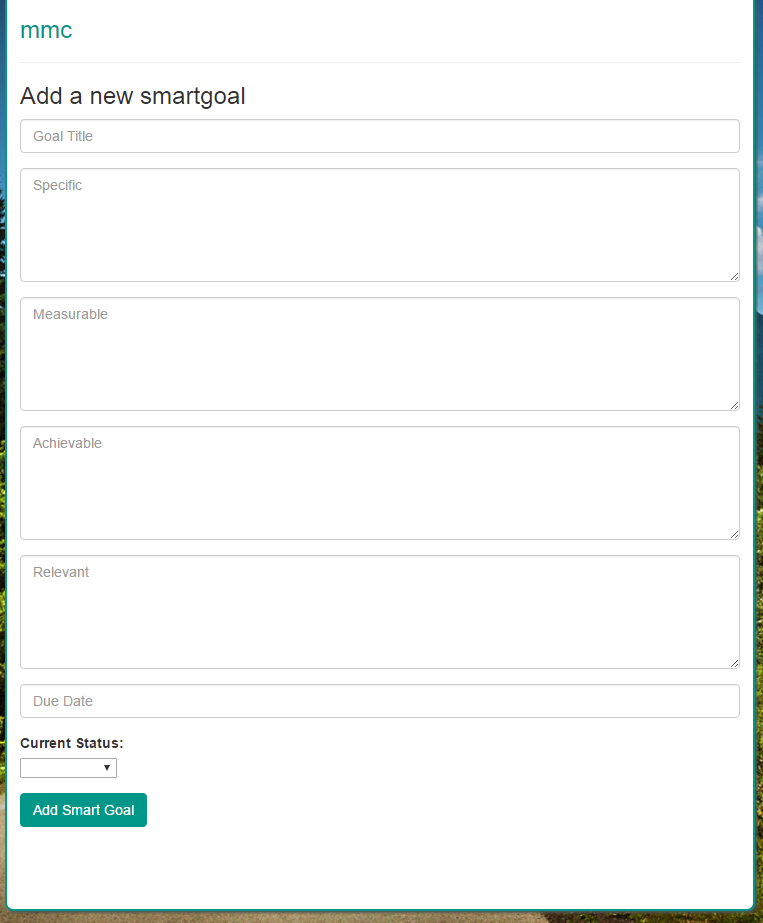 mmc
Add a new smartgoal
Goal Title
Specific
Measurable
Achievable
Relevant
Due Date
Current Status:
Add Smart Goal